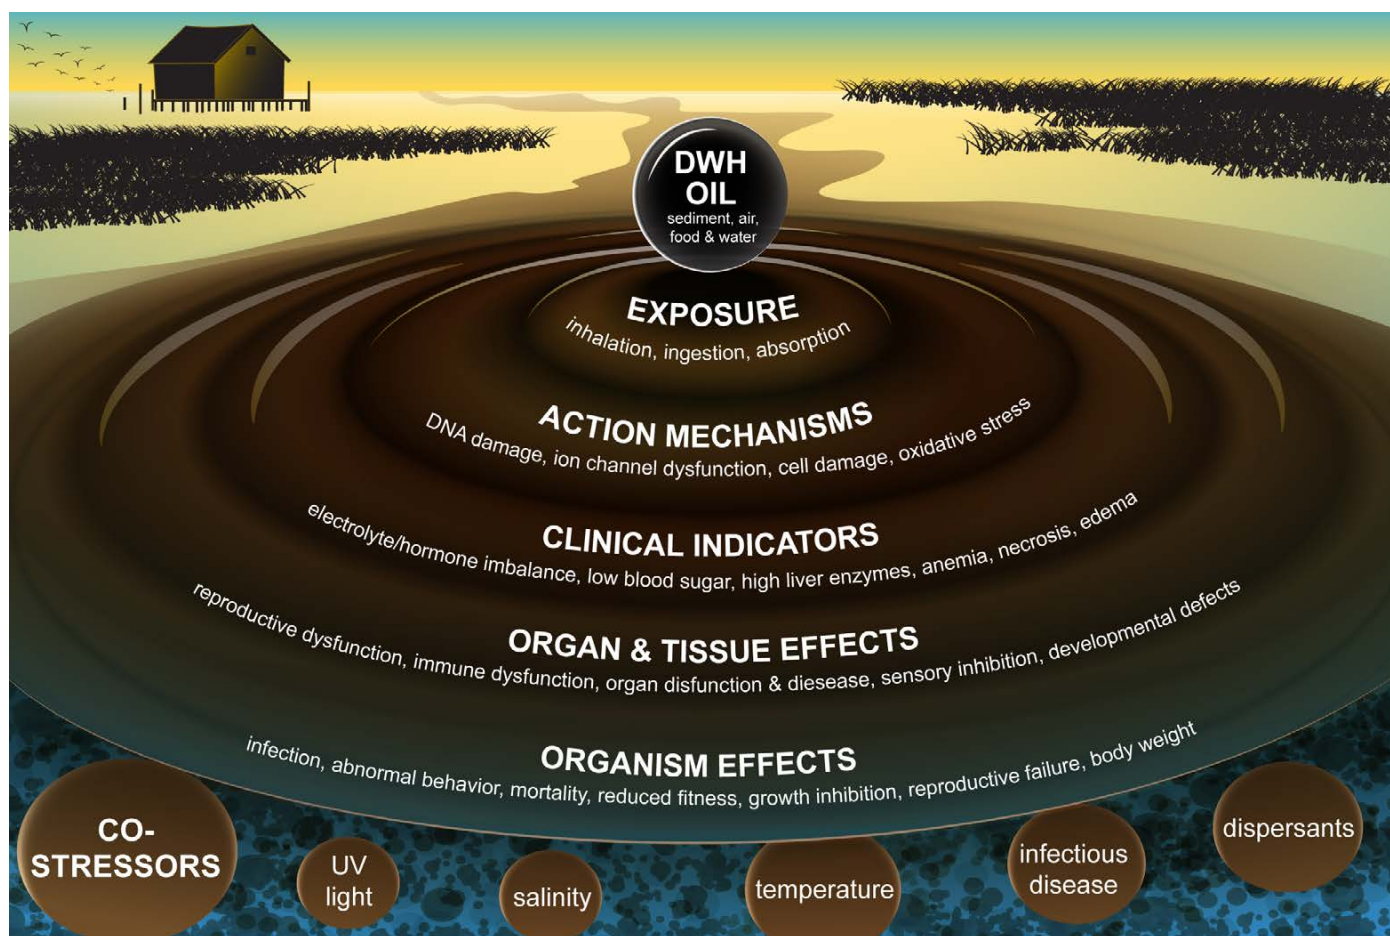 DWH
OIL
sediment, air,
food & water
EXPOSURE
inhalation, ingestion, absorption
ACTION MECHANISMS
DNA damage, ion channel dysfunction, cell damage, oxidative stress
CLINICAL INDICATORS
electrolyte/hormone imbalance, low blood sugar, high liver enzymes, anemia, necrosis, edema
ORGAN & TISSUE EFFECTS
reproductive dysfunction, immune dysfunction, organ disfunction & diesease, sensory inhibition, developmental defects
ORGANISM EFFECTS
infection, abnormal behavior, mortality, reduced fitness, growth inhibition, reproductive failure, body weight
CO-
STRESSORS
UV
light
salinity
temperature
infectious
disease
dispersants